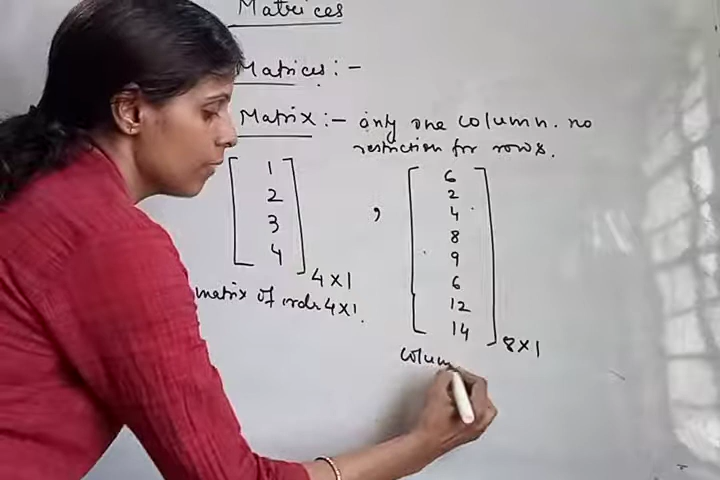 Matrices
Matrices :-
Matrix :- only one column. no
restriction for rows.
1
2
3
4
4 x 1
,
6
2
4
8
9
6
12
14
8 x 1
matrix of order 4 x 1.
colum